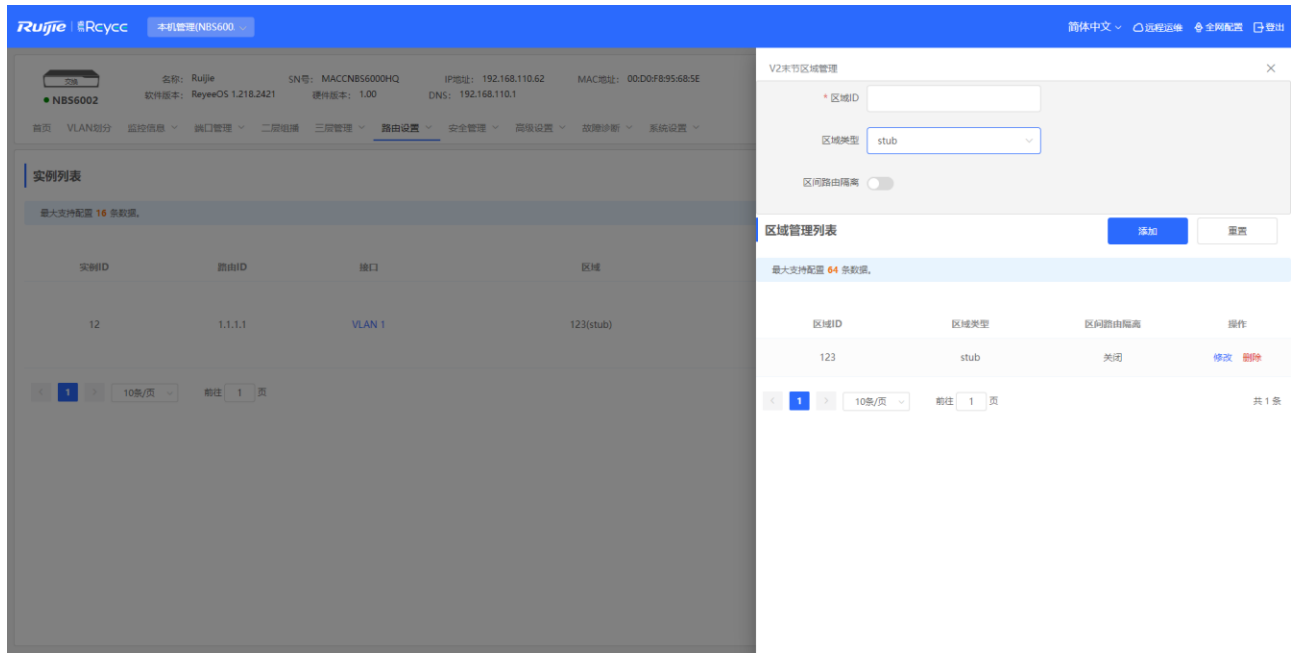 Ruijie Rcycc 本机管理(NBS600. 简体中文 远程运维 全网配置 登出
名称: Ruijie SN号: MACCNBS6000HQ IP地址: 192.168.110.62 MAC地址: 00:D0:F8:95:68:5E
NBS6002 软件版本: ReyeeOS 1.218.2421 硬件版本: 1.00 DNS: 192.168.110.1
首页 VLAN划分 监控信息 端口管理 二层组播 三层管理 路由设置 安全管理 高级设置 故障诊断 系统设置
实例列表
最大支持配置 16 条数据。
实例ID 路由ID 接口 区域
12 1.1.1.1 VLAN 1 123(stub)
1 10条/页 前往 1 页
V2末节区域管理
* 区域ID
区域类型 stub
区间路由隔离
区域管理列表 添加 重置
最大支持配置 64 条数据。
区域ID 区域类型 区间路由隔离 操作
123 stub 关闭 修改 删除
1 10条/页 前往 1 页 共 1 条